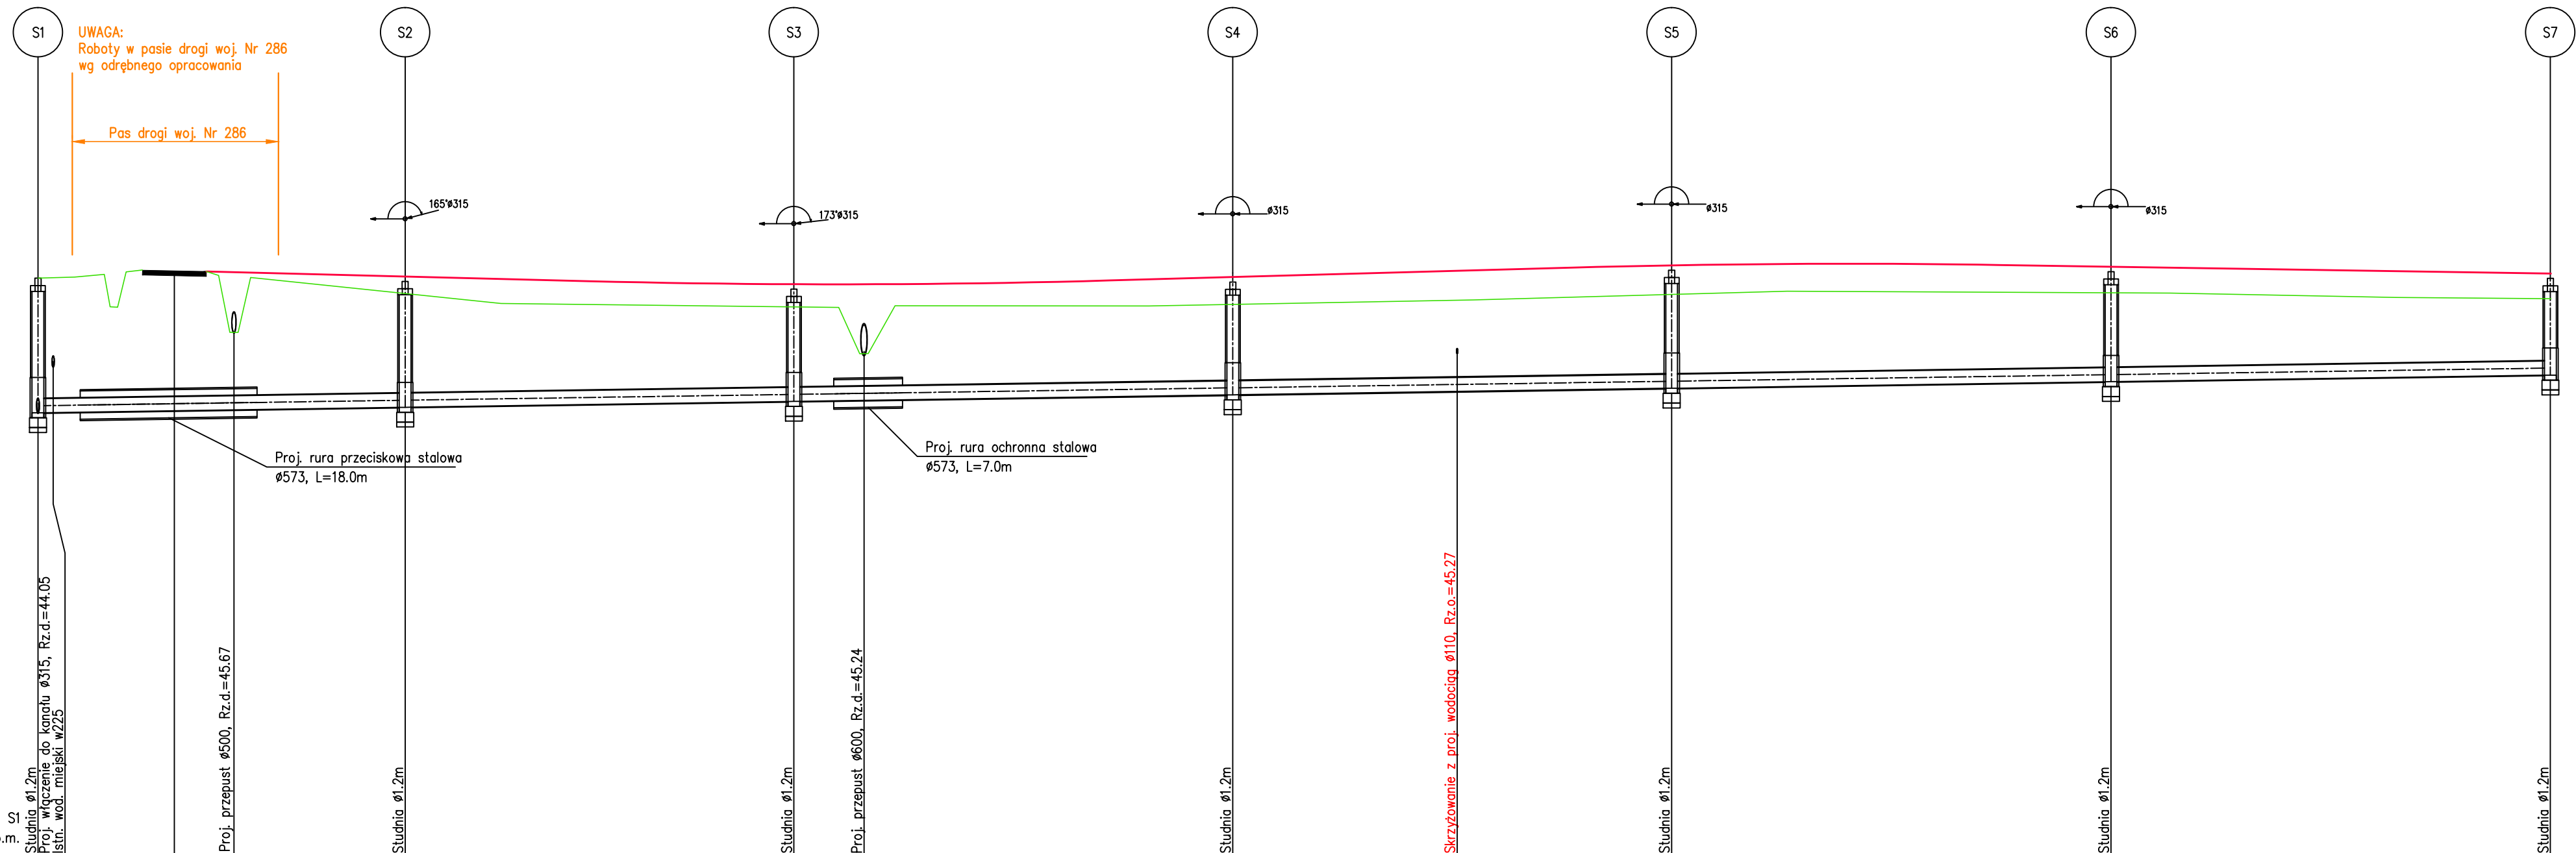 S1
S2
S3
S4
S5
S6
S7
UWAGA:
Roboty w pasie drogi woj. Nr 286
wg odrębnego opracowania
Pas drogi woj. Nr 286
165°ø315
173°ø315
ø315
ø315
ø315
Proj. rura przeciskowa stalowa
ø573, L=18.0m
Proj. rura ochronna stalowa
ø573, L=7.0m
S1
Studnia ø1.2m
Proj. włączenie do kanału ø315, Rz.d.=44.05
Istn. wod. miejski w225
Proj. przepust ø500, Rz.d.=45.67
Studnia ø1.2m
Studnia ø1.2m
Proj. przepust ø600, Rz.d.=45.24
Studnia ø1.2m
Skrzyżowanie z proj. wodociąg ø110, Rz.o.=45.27
Studnia ø1.2m
Studnia ø1.2m
Studnia ø1.2m